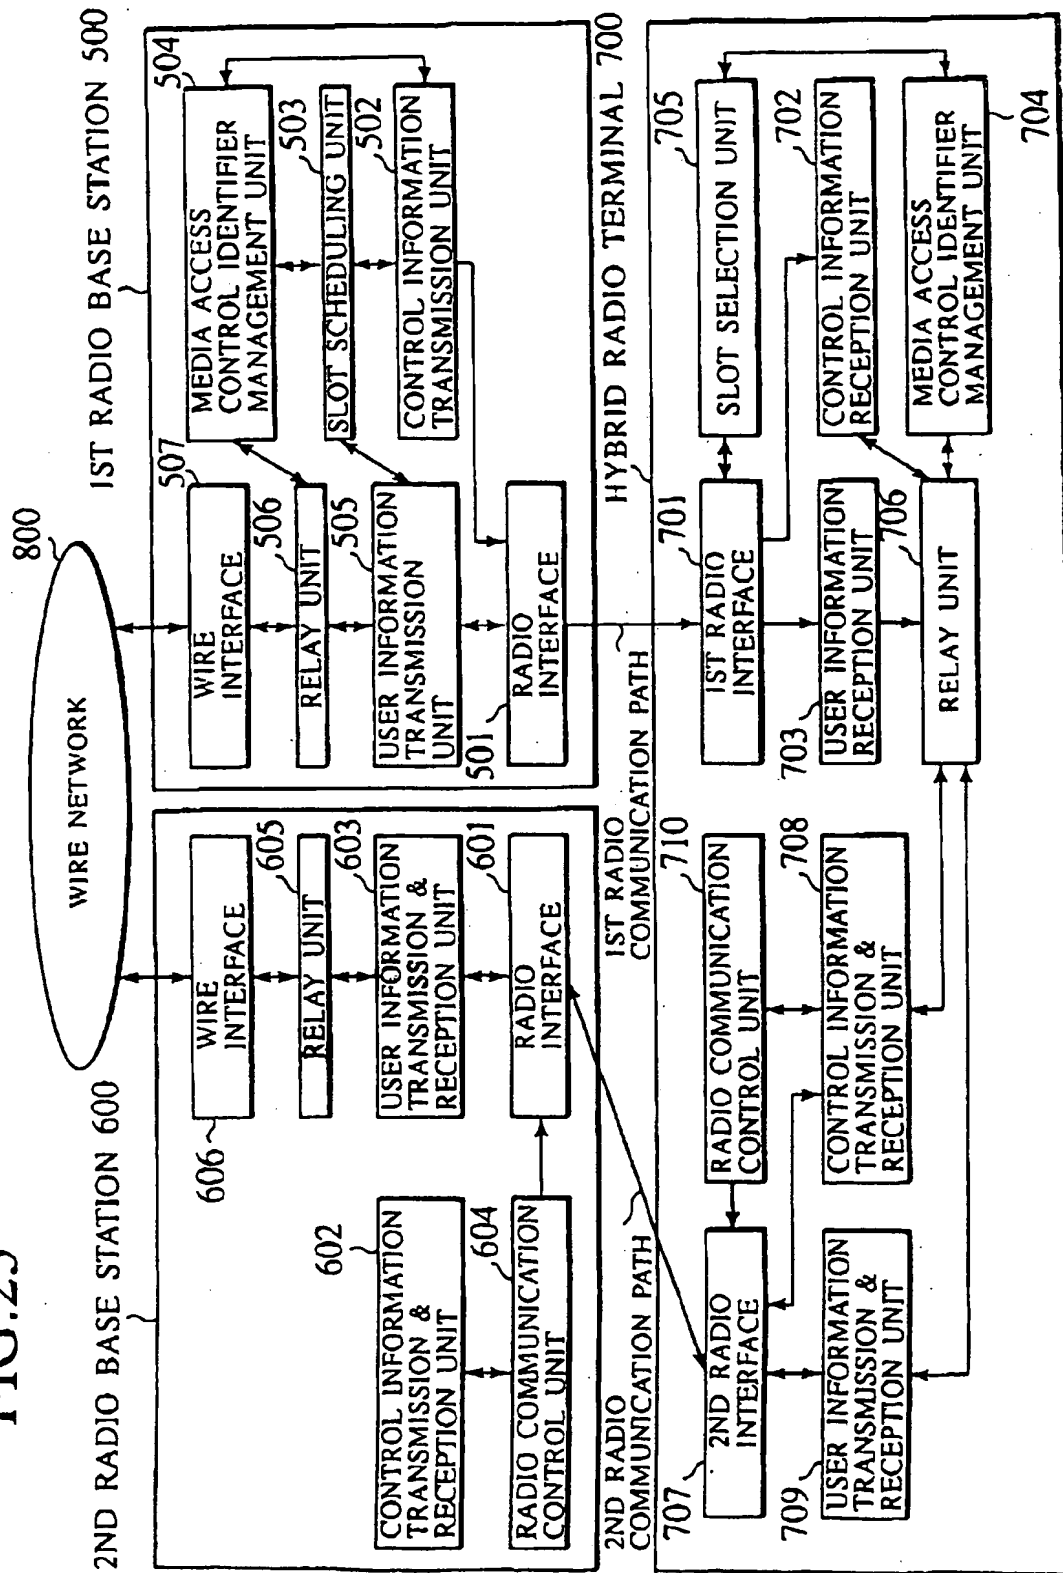 FIG.25
WIRE NETWORK
800
2ND RADIO BASE STATION 600
WIRE
INTERFACE
606
RELAY UNIT
605
USER INFORMATION
TRANSMISSION &
RECEPTION UNIT
603
RADIO
INTERFACE
601
CONTROL INFORMATION
TRANSMISSION &
RECEPTION UNIT
602
RADIO COMMUNICATION
CONTROL UNIT
604
1ST RADIO BASE STATION 500
WIRE
INTERFACE
507
RELAY UNIT
506
USER INFORMATION
TRANSMISSION
UNIT
505
RADIO
INTERFACE
501
MEDIA ACCESS
CONTROL IDENTIFIER
MANAGEMENT UNIT
504
SLOT SCHEDULING UNIT
503
CONTROL INFORMATION
TRANSMISSION UNIT
502
2ND RADIO
COMMUNICATION PATH
1ST RADIO
COMMUNICATION PATH
HYBRID RADIO TERMINAL 700
2ND RADIO
INTERFACE
707
RADIO COMMUNICATION
CONTROL UNIT
710
USER INFORMATION
TRANSMISSION &
RECEPTION UNIT
709
CONTROL INFORMATION
TRANSMISSION &
RECEPTION UNIT
708
1ST RADIO
INTERFACE
701
SLOT SELECTION UNIT
705
USER INFORMATION
RECEPTION UNIT
703
CONTROL INFORMATION
RECEPTION UNIT
702
RELAY UNIT
706
MEDIA ACCESS
CONTROL IDENTIFIER
MANAGEMENT UNIT
704